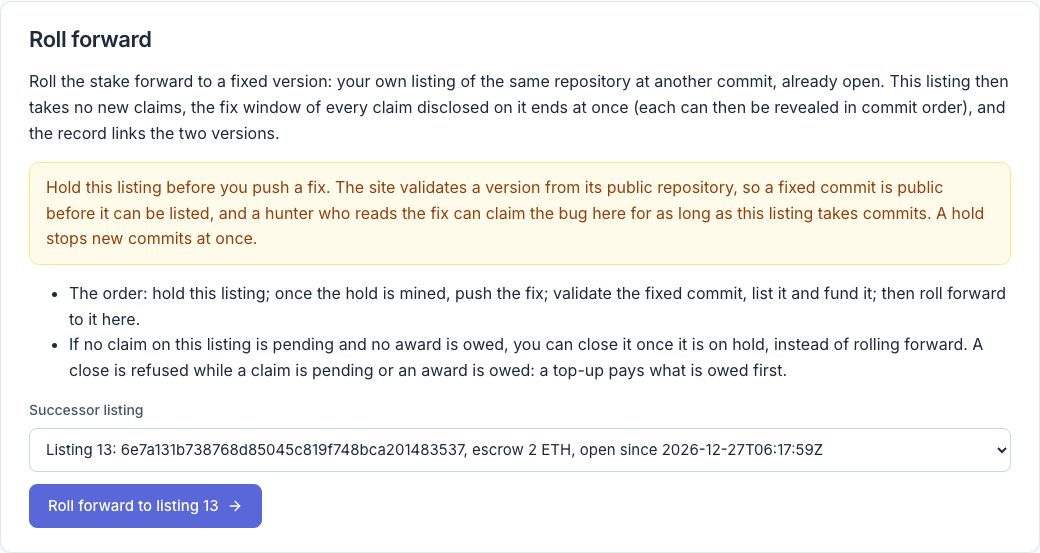 Roll forward
Roll the stake forward to a fixed version: your own listing of the same repository at another commit, already open. This listing then
takes no new claims, the fix window of every claim disclosed on it ends at once (each can then be revealed in commit order), and
the record links the two versions.
Hold this listing before you push a fix. The site validates a version from its public repository, so a fixed commit is public
before it can be listed, and a hunter who reads the fix can claim the bug here for as long as this listing takes commits. A hold
stops new commits at once.
• The order: hold this listing; once the hold is mined, push the fix; validate the fixed commit, list it and fund it; then roll forward
to it here.
• If no claim on this listing is pending and no award is owed, you can close it once it is on hold, instead of rolling forward. A
close is refused while a claim is pending or an award is owed: a top-up pays what is owed first.
Successor listing
Listing 13: 6e7a131b738768d85045c819f748bca201483537, escrow 2 ETH, open since 2026-12-27T06:17:59Z
Roll forward to listing 13 →